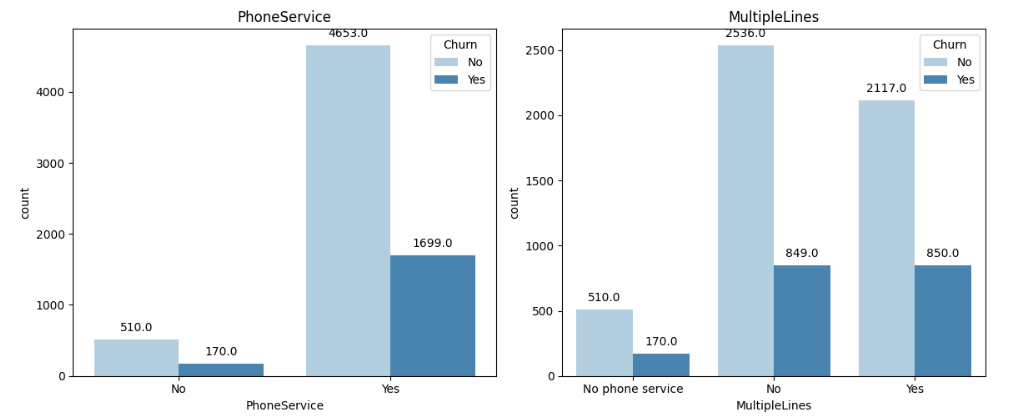 PhoneService
4653.0
Churn
No
Yes
4000
3000
2000
1000
0
count
1699.0
510.0
170.0
No
Yes
PhoneService
MultipleLines
2536.0
Churn
No
Yes
2500
2000
1500
1000
500
0
count
2117.0
849.0
850.0
510.0
170.0
No phone service
No
Yes
MultipleLines